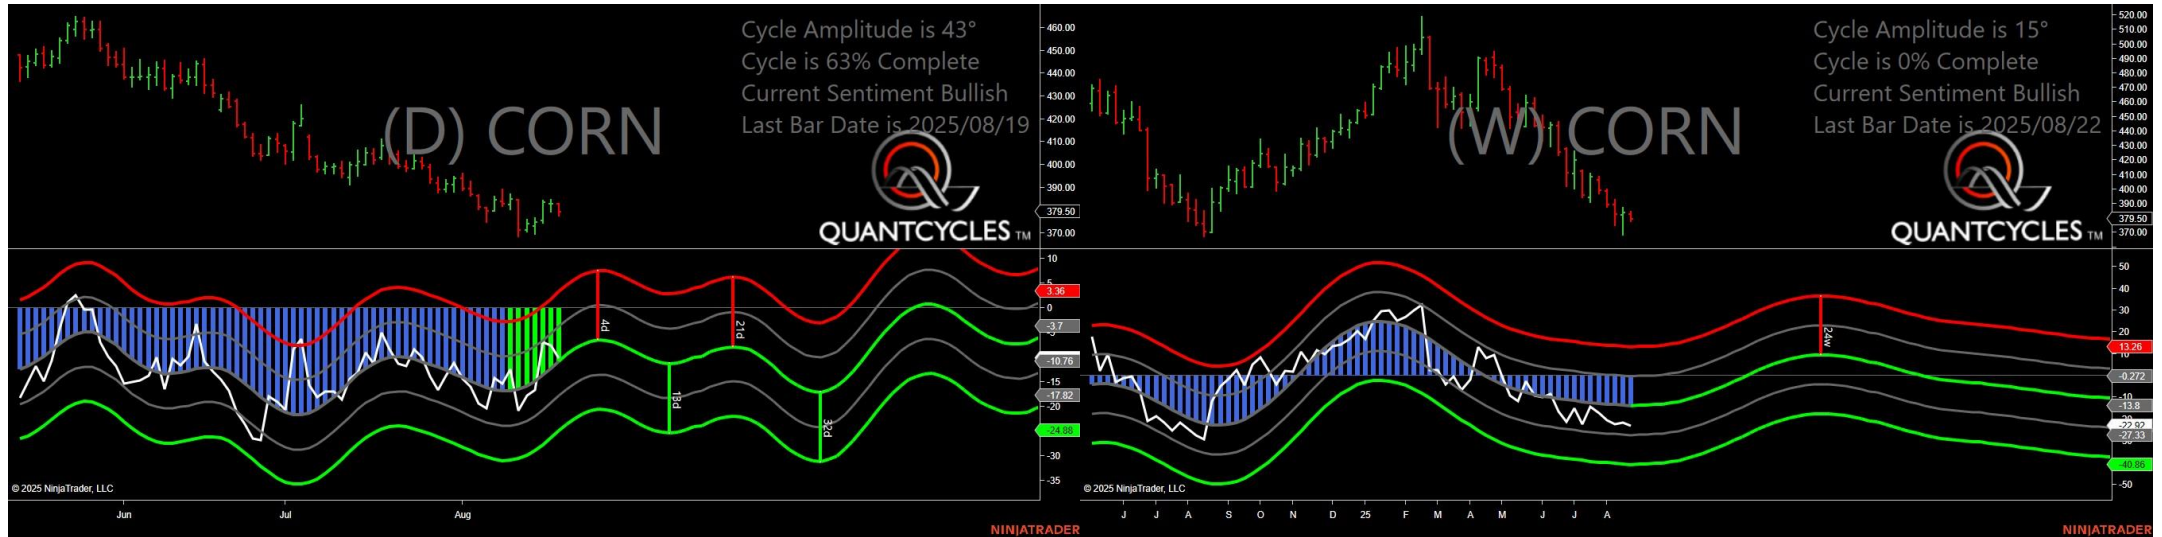 Cycle Amplitude is 43°
Cycle is 63% Complete
Current Sentiment Bullish
Last Bar Date is 2025/08/19
(D) CORN
QUANTCYCLES TM
460.00
450.00
440.00
430.00
420.00
410.00
400.00
390.00
379.50
370.00
10
5
3.36
0
-3.7
-10.76
-15
-17.82
-20
-24.88
-30
-35
4d
21d
13d
32d
© 2025 NinjaTrader, LLC
Jun Jul Aug
NINJATRADER
Cycle Amplitude is 15°
Cycle is 0% Complete
Current Sentiment Bullish
Last Bar Date is 2025/08/22
(W) CORN
QUANTCYCLES TM
520.00
510.00
500.00
490.00
480.00
470.00
460.00
450.00
440.00
430.00
420.00
410.00
400.00
390.00
379.50
370.00
50
40
30
20
13.26
-0.272
-10
-13.8
-22.92
-27.33
-40.86
-50
24w
© 2025 NinjaTrader, LLC
J J A S O N D 25 F M A M J J A
NINJATRADER